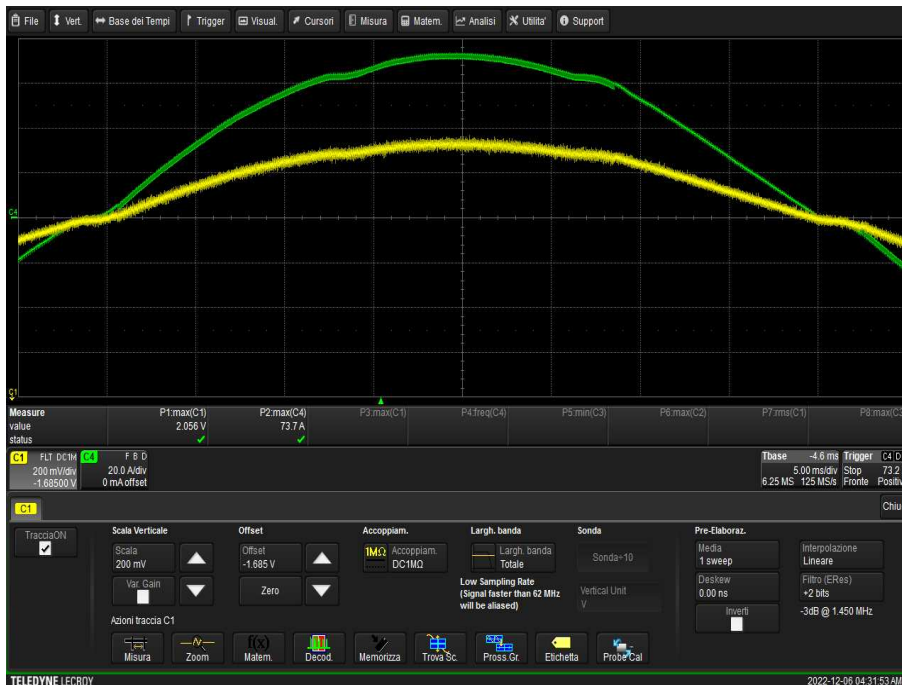 File Vert. Base dei Tempi Trigger Visual. Cursori Misura Matem. Analisi Utilita' Support
C4
C1
Measure P1:max(C1) P2:max(C4) P3:max(C1) P4:freq(C4) P5:min(C3) P6:max(C2) P7:rms(C1) P8:max(C3
value 2.056 V 73.7 A
status
C1 FLT DC1M C4 F B D Tbase -4.6 ms Trigger C4 D
200 mV/div 20.0 A/div 5.00 ms/div Stop 73.2
-1.68500 V 0 mA offset 6.25 MS 125 MS/s Fronte Positiv
C1 Chiu
TracciaON Scala Verticale Offset Accoppiam. Largh. banda Sonda Pre-Elaboraz.
Scala Offset 1MΩ Accoppiam. Largh. banda Sonda÷10 Media Interpolazione
200 mV -1.685 V DC1MΩ Totale 1 sweep Lineare
Var. Gain Zero Low Sampling Rate Vertical Unit Deskew Filtro (ERes)
(Signal faster than 62 MHz V 0.00 ns +2 bits
will be aliased) Inverti -3dB @ 1.450 MHz
Azioni traccia C1
f(x)
Misura Zoom Matem. Decod. Memorizza Trova Sc. Pross.Gr. Etichetta Probe Cal
TELEDYNE LECROY 2022-12-06 04:31:53 AM